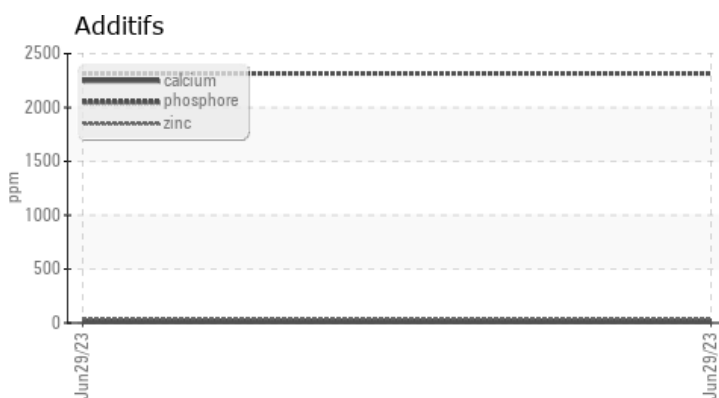 Additifs
2500
2000
1500
1000
500
0
ppm
calcium
phosphore
zinc
Jun29/23
Jun29/23